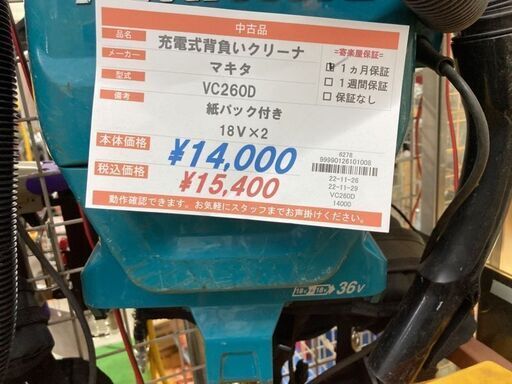 中古品
品名 充電式背負いクリーナ
メーカー マキタ
型式 VC260D
備考 紙パック付き
18V×2
=寄楽屋保証=
1ヵ月保証
1週間保証
保証なし
本体価格 ¥14,000
税込価格 ¥15,400
6278
99990126101008
22-11-26
22-11-29
VC260D
14000
動作確認できます。お気軽にスタッフまでお声掛けください。
18V 18V 36V